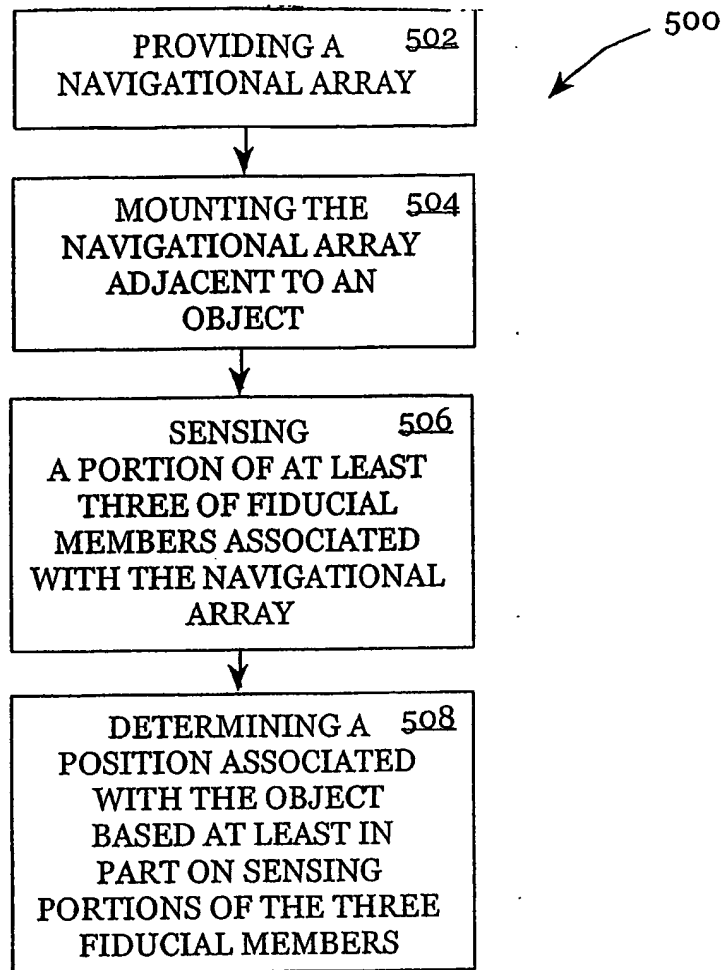 500
PROVIDING A 502
NAVIGATIONAL ARRAY
MOUNTING THE 504
NAVIGATIONAL ARRAY
ADJACENT TO AN
OBJECT
SENSING 506
A PORTION OF AT LEAST
THREE OF FIDUCIAL
MEMBERS ASSOCIATED
WITH THE NAVIGATIONAL
ARRAY
DETERMINING A 508
POSITION ASSOCIATED
WITH THE OBJECT
BASED AT LEAST IN
PART ON SENSING
PORTIONS OF THE THREE
FIDUCIAL MEMBERS